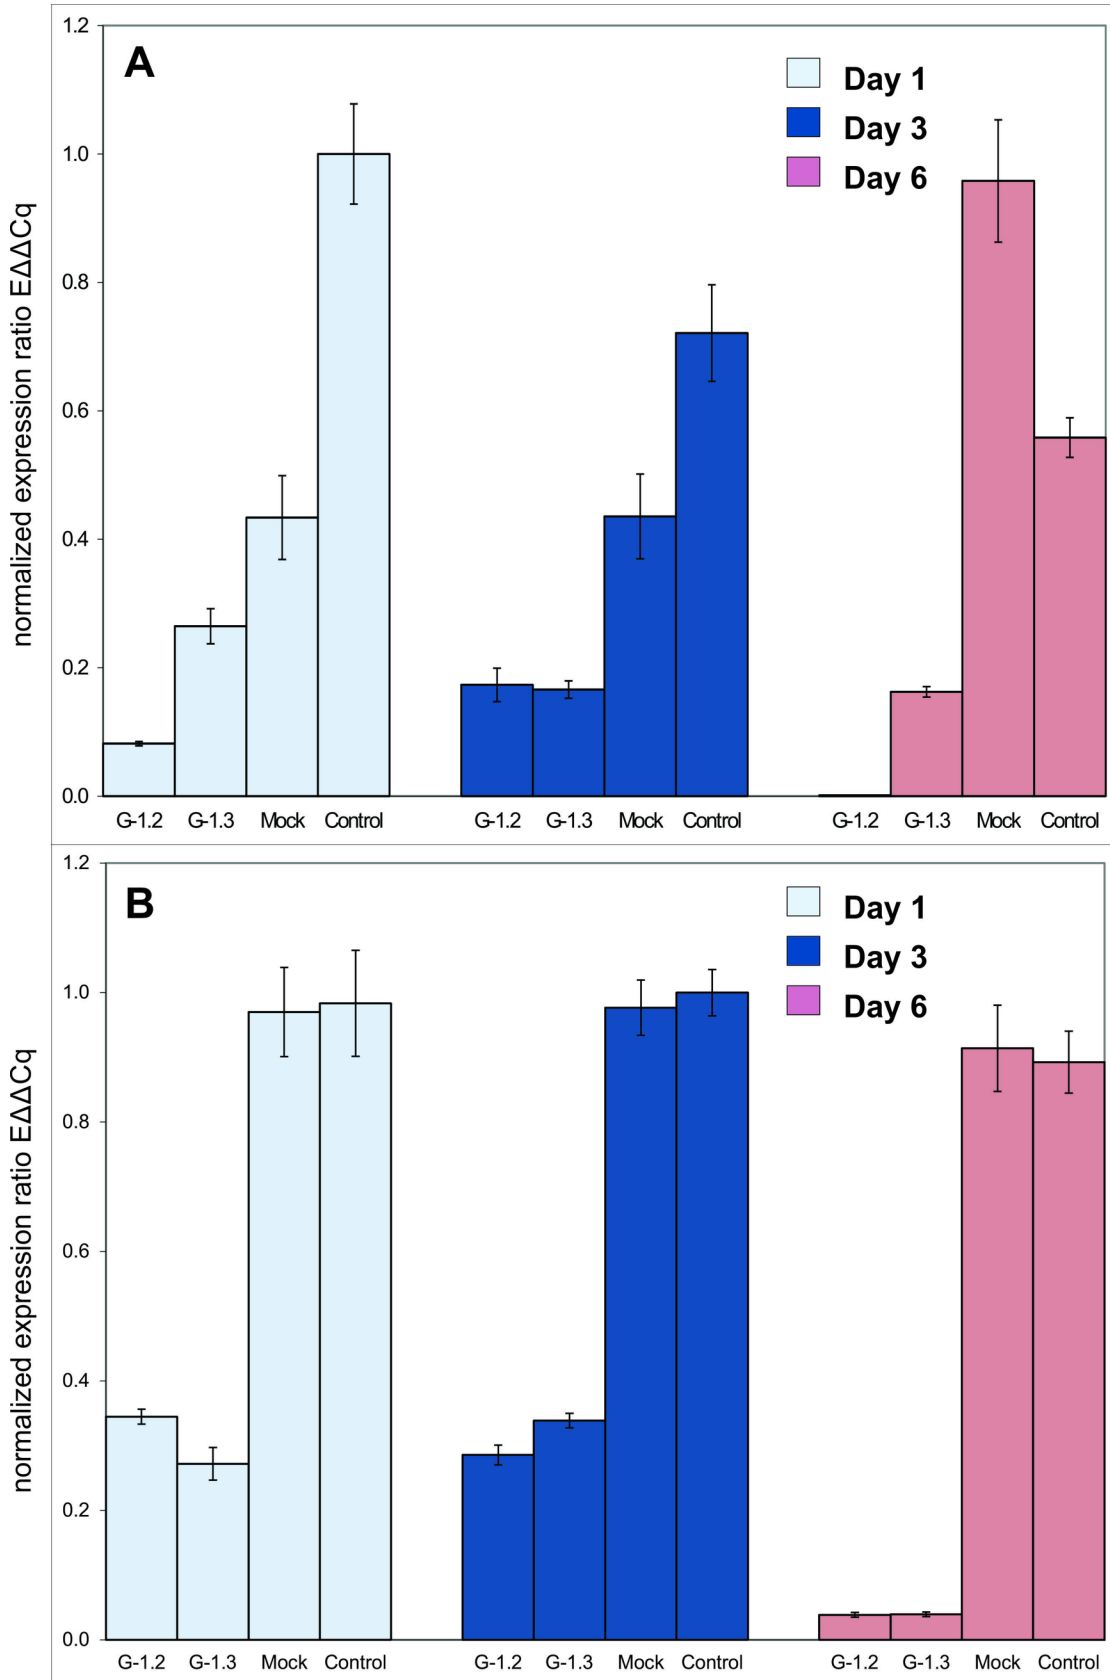 A
Day 1
Day 3
Day 6
normalized expression ratio EΔΔCq
1.2
1.0
0.8
0.6
0.4
0.2
0.0
G-1.2 G-1.3 Mock Control G-1.2 G-1.3 Mock Control G-1.2 G-1.3 Mock Control
B
Day 1
Day 3
Day 6
normalized expression ratio EΔΔCq
1.2
1.0
0.8
0.6
0.4
0.2
0.0
G-1.2 G-1.3 Mock Control G-1.2 G-1.3 Mock Control G-1.2 G-1.3 Mock Control